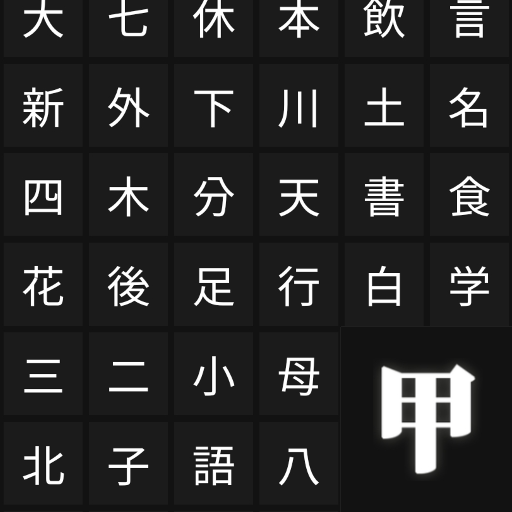 大七休本飲言
新外下川土名
四木分天書食
花後足行白学
三二小母
北子語八
甲